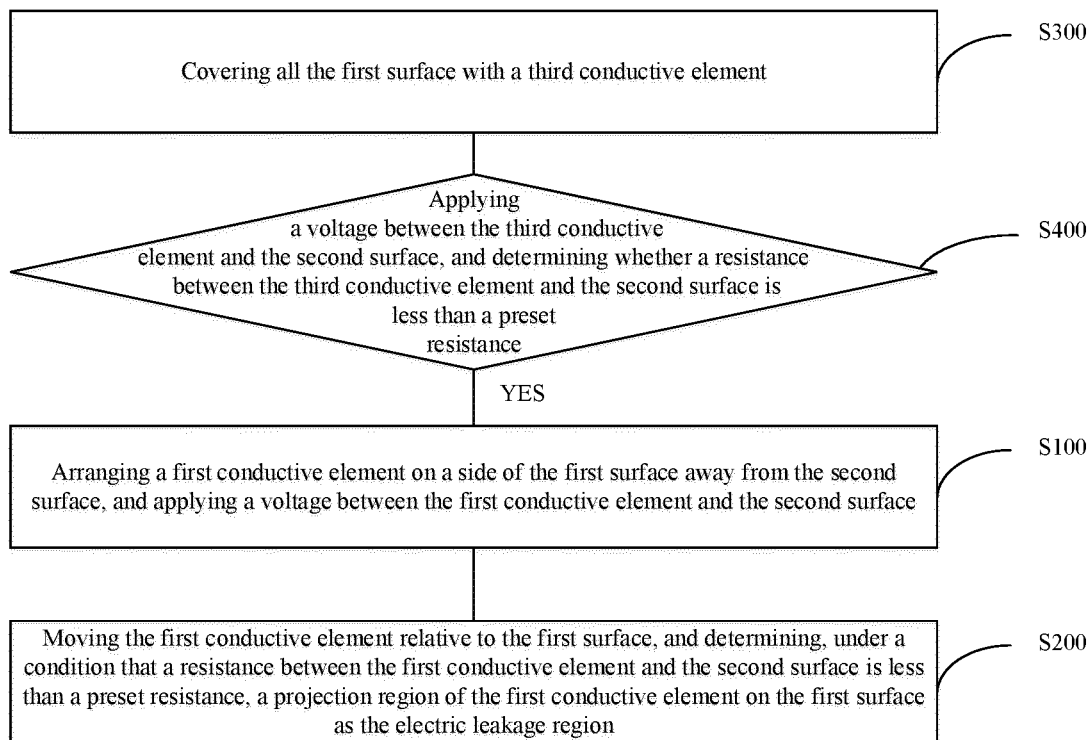 Covering all the first surface with a third conductive element
S300
Applying
a voltage between the third conductive
element and the second surface, and determining whether a resistance
between the third conductive element and the second surface is
less than a preset
resistance
S400
YES
Arranging a first conductive element on a side of the first surface away from the second
surface, and applying a voltage between the first conductive element and the second surface
S100
Moving the first conductive element relative to the first surface, and determining, under a
condition that a resistance between the first conductive element and the second surface is less
than a preset resistance, a projection region of the first conductive element on the first surface
as the electric leakage region
S200